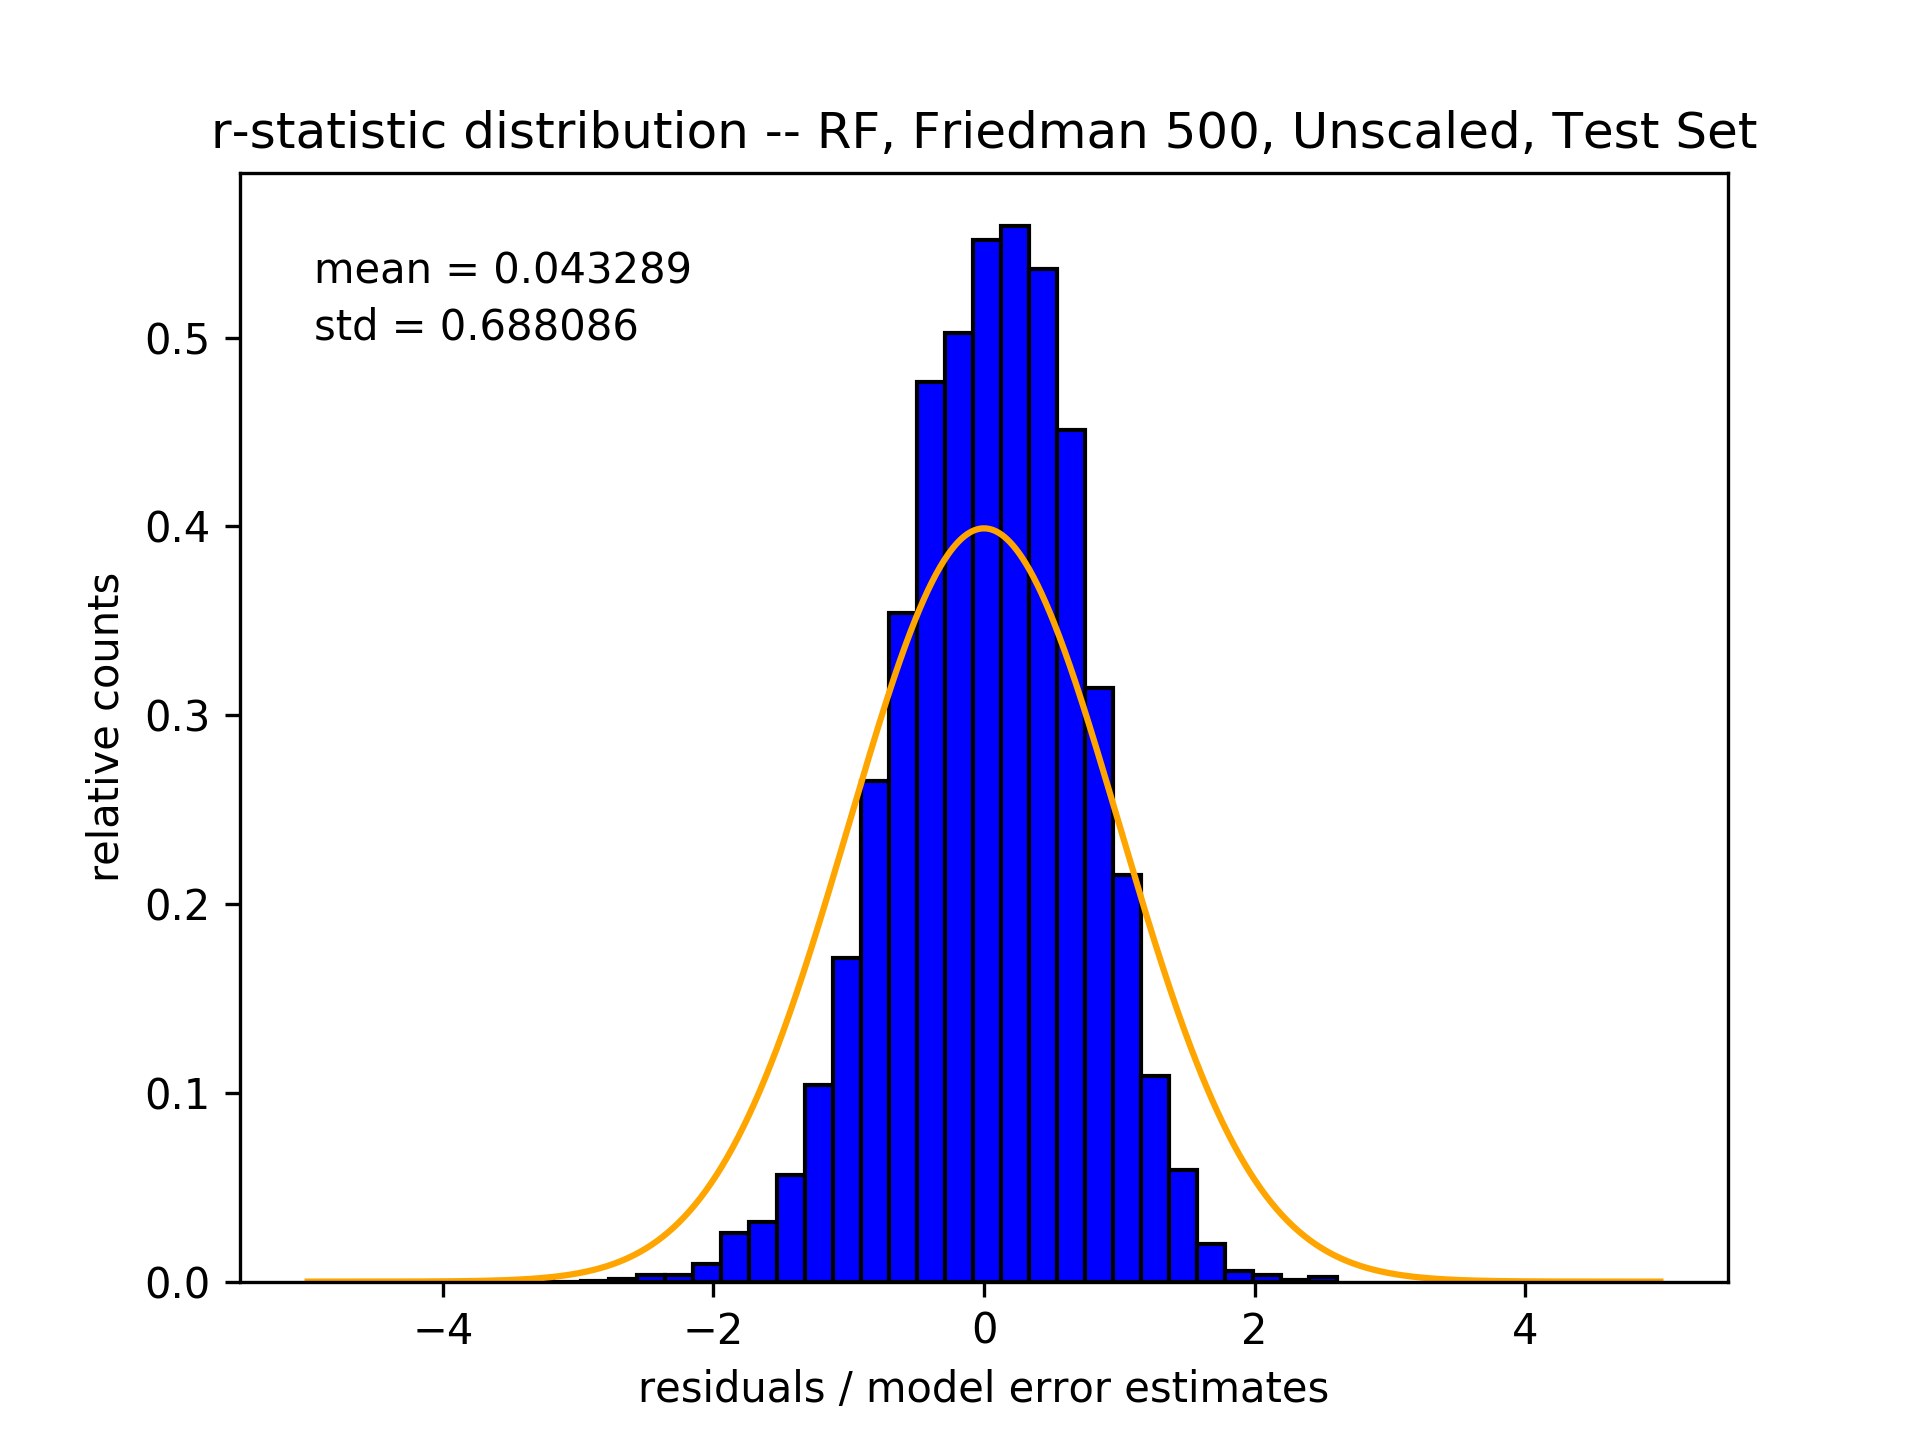 r-statistic distribution -- RF, Friedman 500, Unscaled, Test Set
mean = 0.043289
std = 0.688086
0.5
0.4
0.3
0.2
0.1
0.0
relative counts
−4
−2
0
2
4
residuals / model error estimates